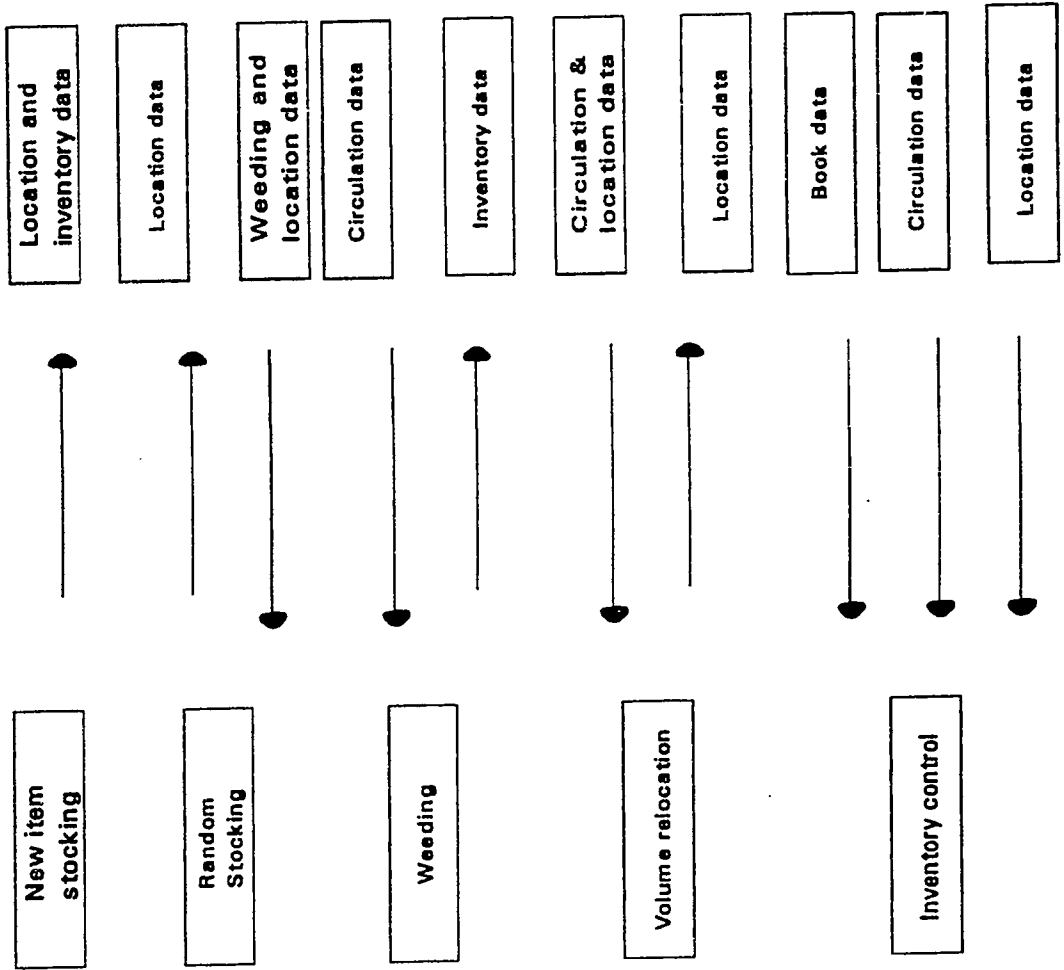 New item
stocking
Location and
inventory data
Random
Stocking
Location data
Weeding and
location data
Weeding
Circulation data
Inventory data
Volume relocation
Circulation &
location data
Location data
Inventory control
Book data
Circulation data
Location data